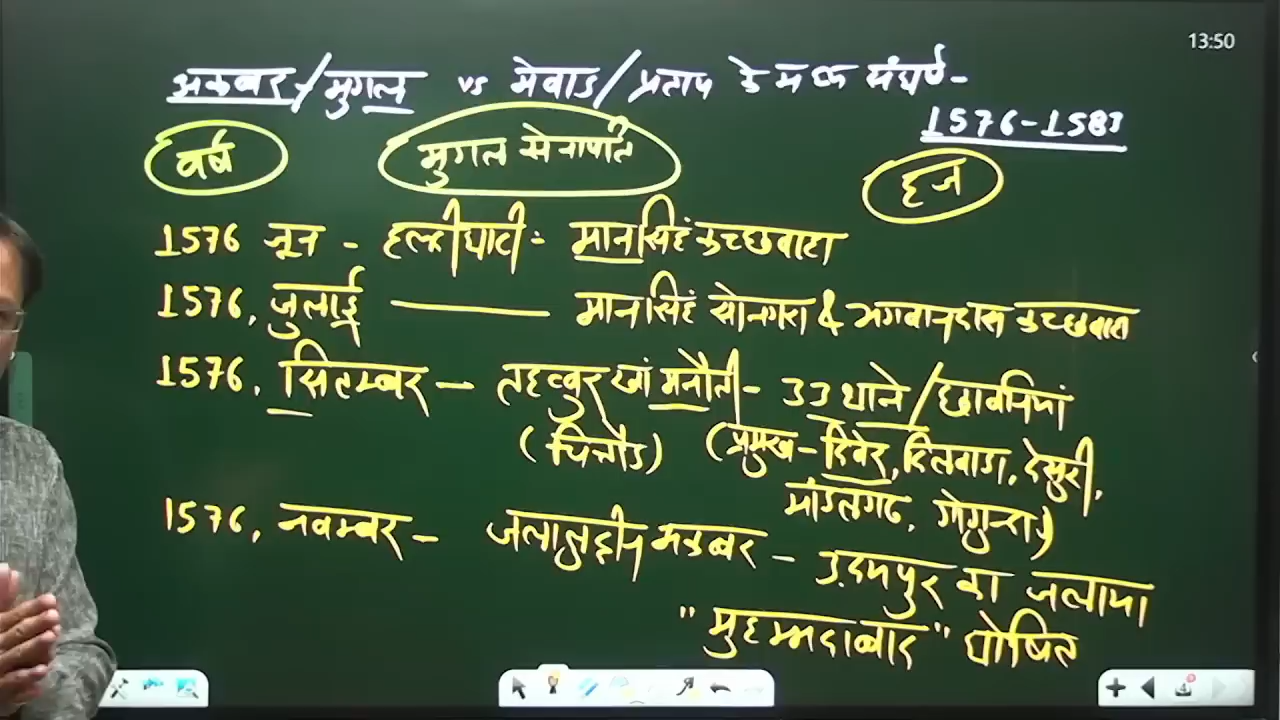 13:50
अकबर/मुगल vs मेवाड/प्रताप के मध्य संघर्ष-
1576-1583
वर्ष मुगल सेनापति
1576 जून - हल्दीघाटी - मानसिंह कच्छवाहा
1576, जुलाई — मानसिंह सोनगरा & भगवानदास कच्छवाहा
1576, सितम्बर - तहव्वुर खां मनौती - 33 थाने/छावनियां
(चित्तौड) (प्रमुख - दिवेर, दिलवाडा, देसुरी,
मांडलगढ, गोगुन्दा)
1576, नवम्बर - जलालुद्दीन अकबर - उदयपुर का जलाया
"मुहम्मदाबाद" घोषित